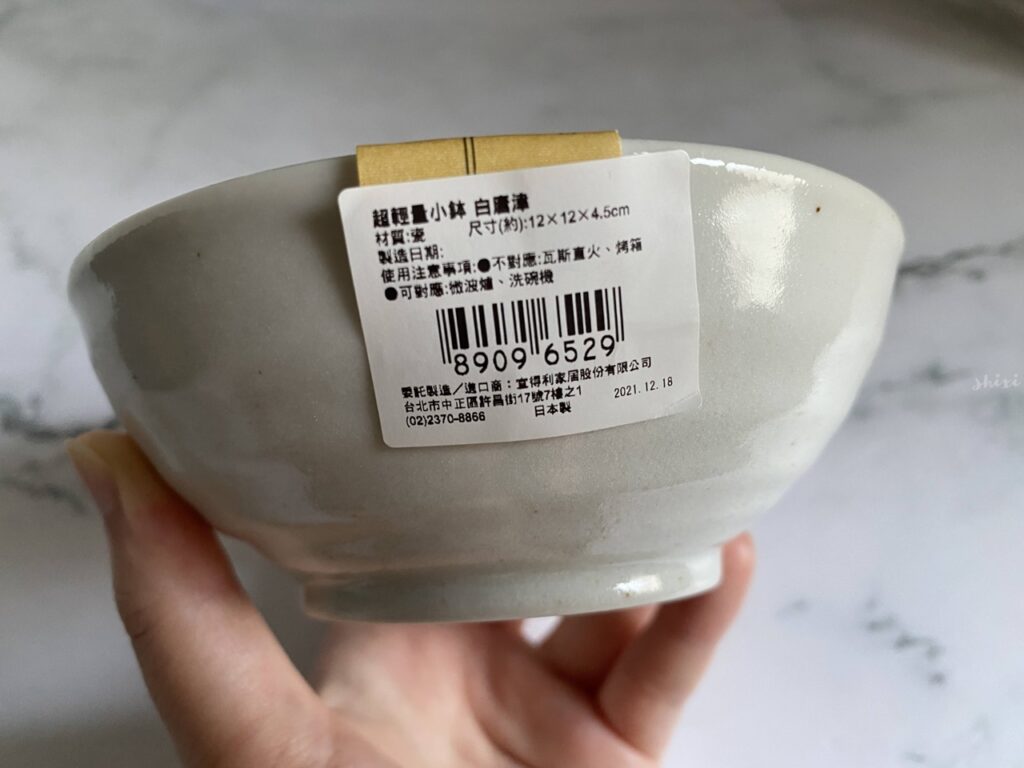 超輕量小鉢 白唐津
材質:瓷 尺寸(約):12×12×4.5cm
製造日期:
使用注意事項:●不對應:瓦斯直火、烤箱
●可對應:微波爐、洗碗機
8909 6529
委託製造/進口商:宜得利家居股份有限公司
台北市中正區許昌街17號7樓之1 2021.12.18
(02)2370-8866 日本製
shixi